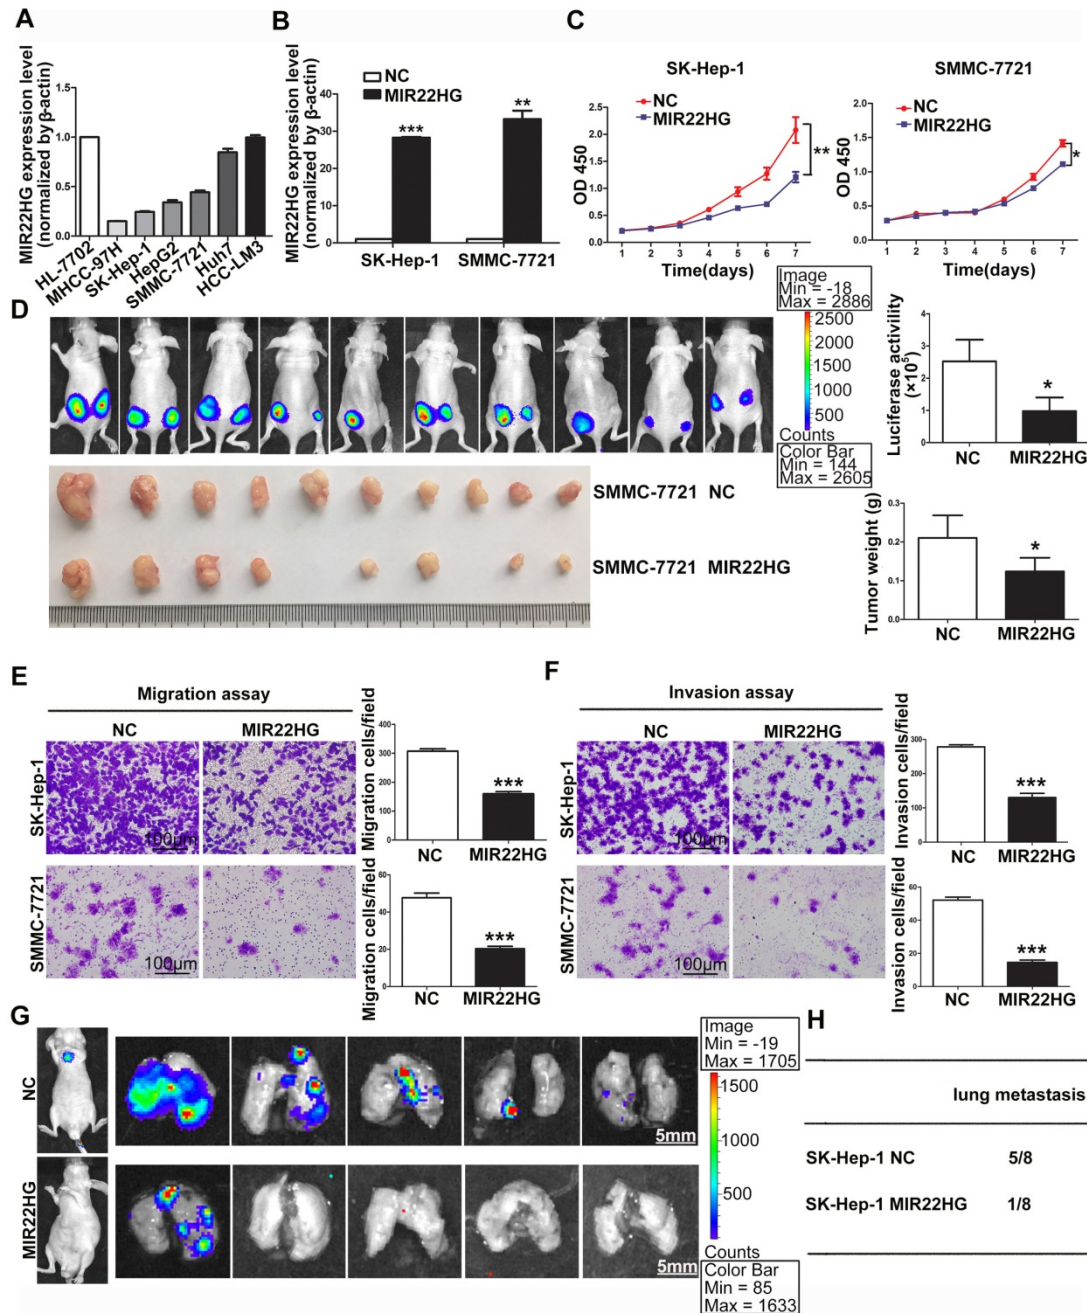 A
MIR22HG expression level
(normalized by β-actin)
1.5
1.0
0.5
0.0
HL-7702
MHCC-97H
SK-Hep-1
HepG2
SMMC-7721
Huh7
HCC-LM3
B
MIR22HG expression level
(normalized by β-actin)
40
30
20
10
0
NC
MIR22HG
***
**
SK-Hep-1
SMMC-7721
C
SK-Hep-1
OD 450
2.5
2.0
1.5
1.0
0.5
0.0
NC
MIR22HG
**
1 2 3 4 5 6 7
Time(days)
SMMC-7721
OD 450
2.0
1.5
1.0
0.5
0.0
NC
MIR22HG
*
1 2 3 4 5 6 7
Time(days)
D
Image
Min = -18
Max = 2886
2500
2000
1500
1000
500
Counts
Color Bar
Min = 144
Max = 2605
Luciferase activility
(×10⁵)
4
3
2
1
0
*
NC
MIR22HG
SMMC-7721 NC
SMMC-7721 MIR22HG
Tumor weight (g)
0.3
0.2
0.1
0.0
*
NC
MIR22HG
E
Migration assay
NC
MIR22HG
SK-Hep-1
100μm
Migration cells/field
400
300
200
100
0
***
NC
MIR22HG
SMMC-7721
100μm
Migration cells/field
60
40
20
0
***
NC
MIR22HG
F
Invasion assay
NC
MIR22HG
SK-Hep-1
100μm
Invasion cells/field
300
200
100
0
***
NC
MIR22HG
SMMC-7721
100μm
Invasion cells/field
60
40
20
0
***
NC
MIR22HG
G
NC
5mm
MIR22HG
5mm
Image
Min = -19
Max = 1705
1500
1000
500
Counts
Color Bar
Min = 85
Max = 1633
H
lung metastasis
SK-Hep-1 NC 5/8
SK-Hep-1 MIR22HG 1/8